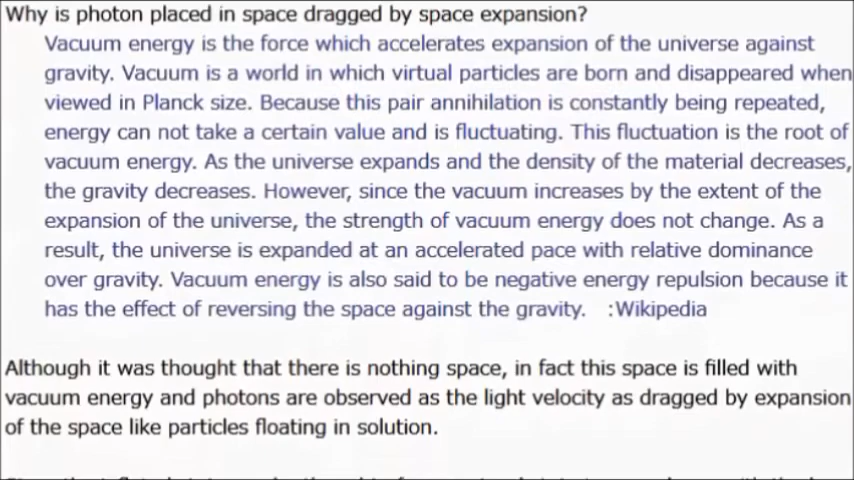 Why is photon placed in space dragged by space expansion?
Vacuum energy is the force which accelerates expansion of the universe against
gravity. Vacuum is a world in which virtual particles are born and disappeared when
viewed in Planck size. Because this pair annihilation is constantly being repeated,
energy can not take a certain value and is fluctuating. This fluctuation is the root of
vacuum energy. As the universe expands and the density of the material decreases,
the gravity decreases. However, since the vacuum increases by the extent of the
expansion of the universe, the strength of vacuum energy does not change. As a
result, the universe is expanded at an accelerated pace with relative dominance
over gravity. Vacuum energy is also said to be negative energy repulsion because it
has the effect of reversing the space against the gravity. :Wikipedia
Although it was thought that there is nothing space, in fact this space is filled with
vacuum energy and photons are observed as the light velocity as dragged by expansion
of the space like particles floating in solution.